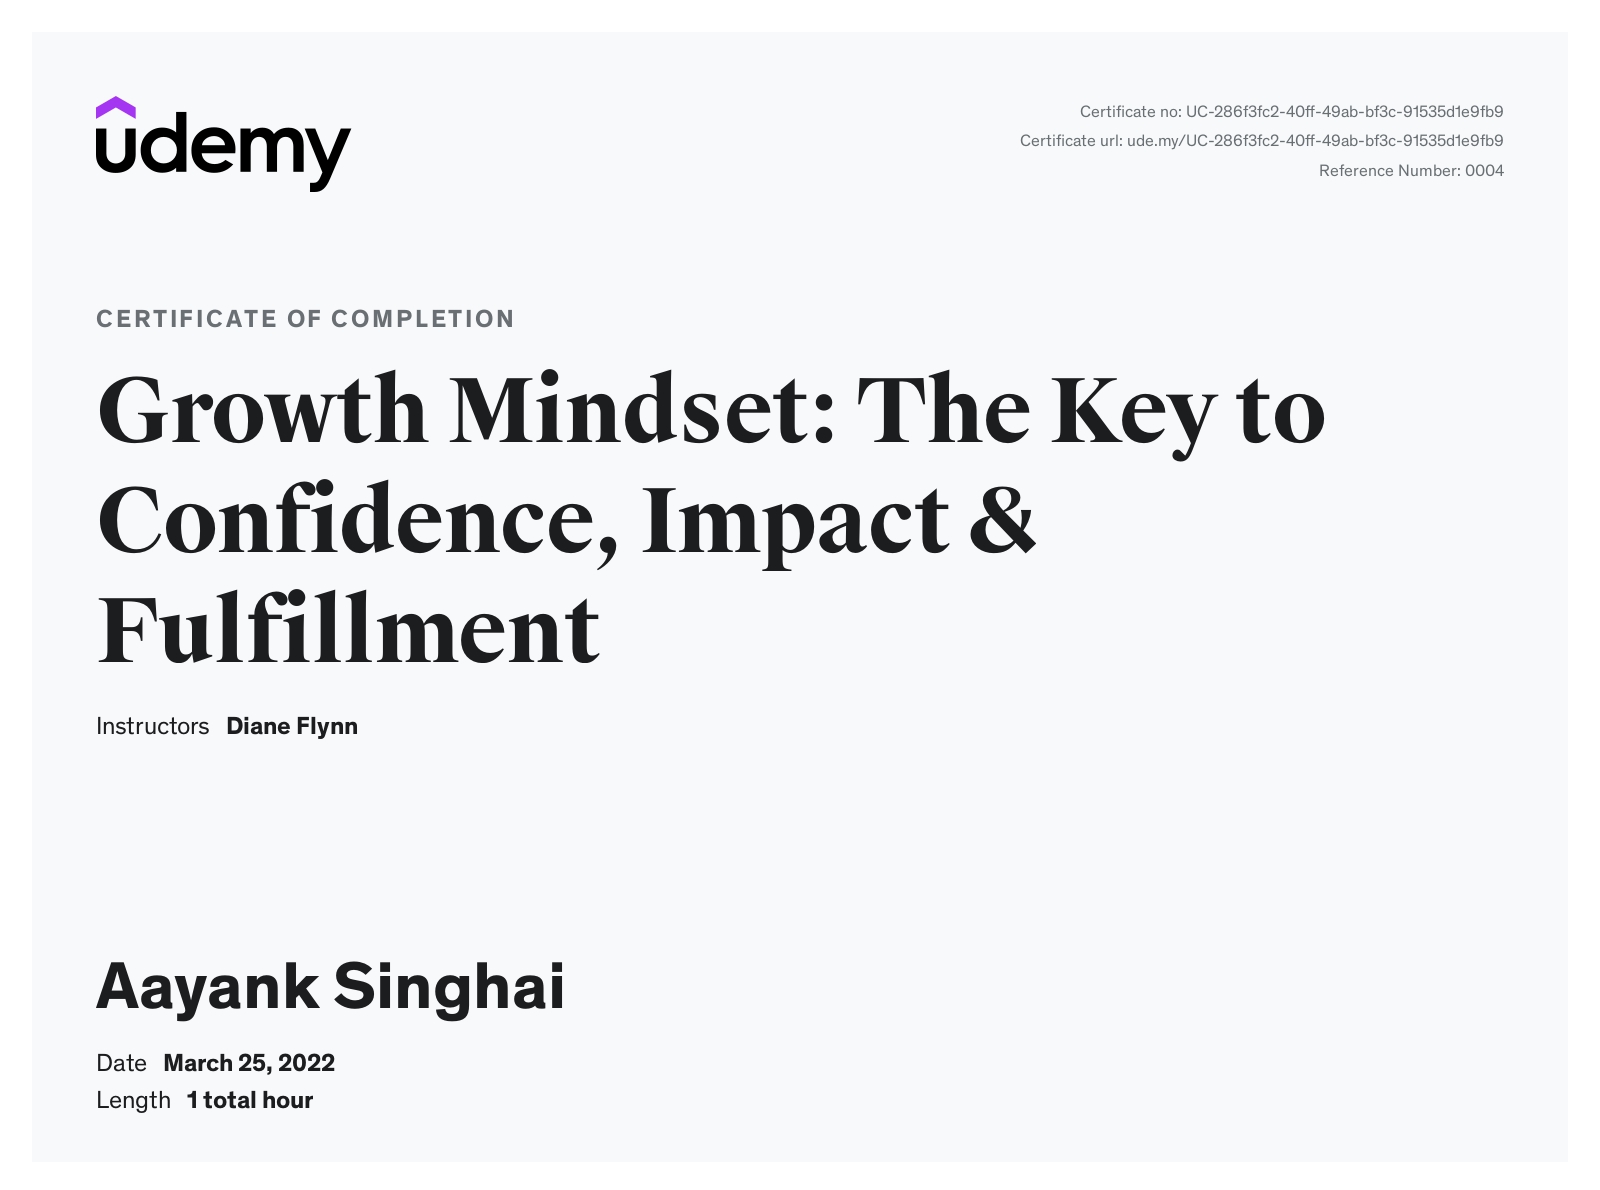 udemy
Certificate no: UC-286f3fc2-40ff-49ab-bf3c-91535d1e9fb9
Certificate url: ude.my/UC-286f3fc2-40ff-49ab-bf3c-91535d1e9fb9
Reference Number: 0004
CERTIFICATE OF COMPLETION
Growth Mindset: The Key to
Confidence, Impact &
Fulfillment
Instructors Diane Flynn
Aayank Singhai
Date March 25, 2022
Length 1 total hour